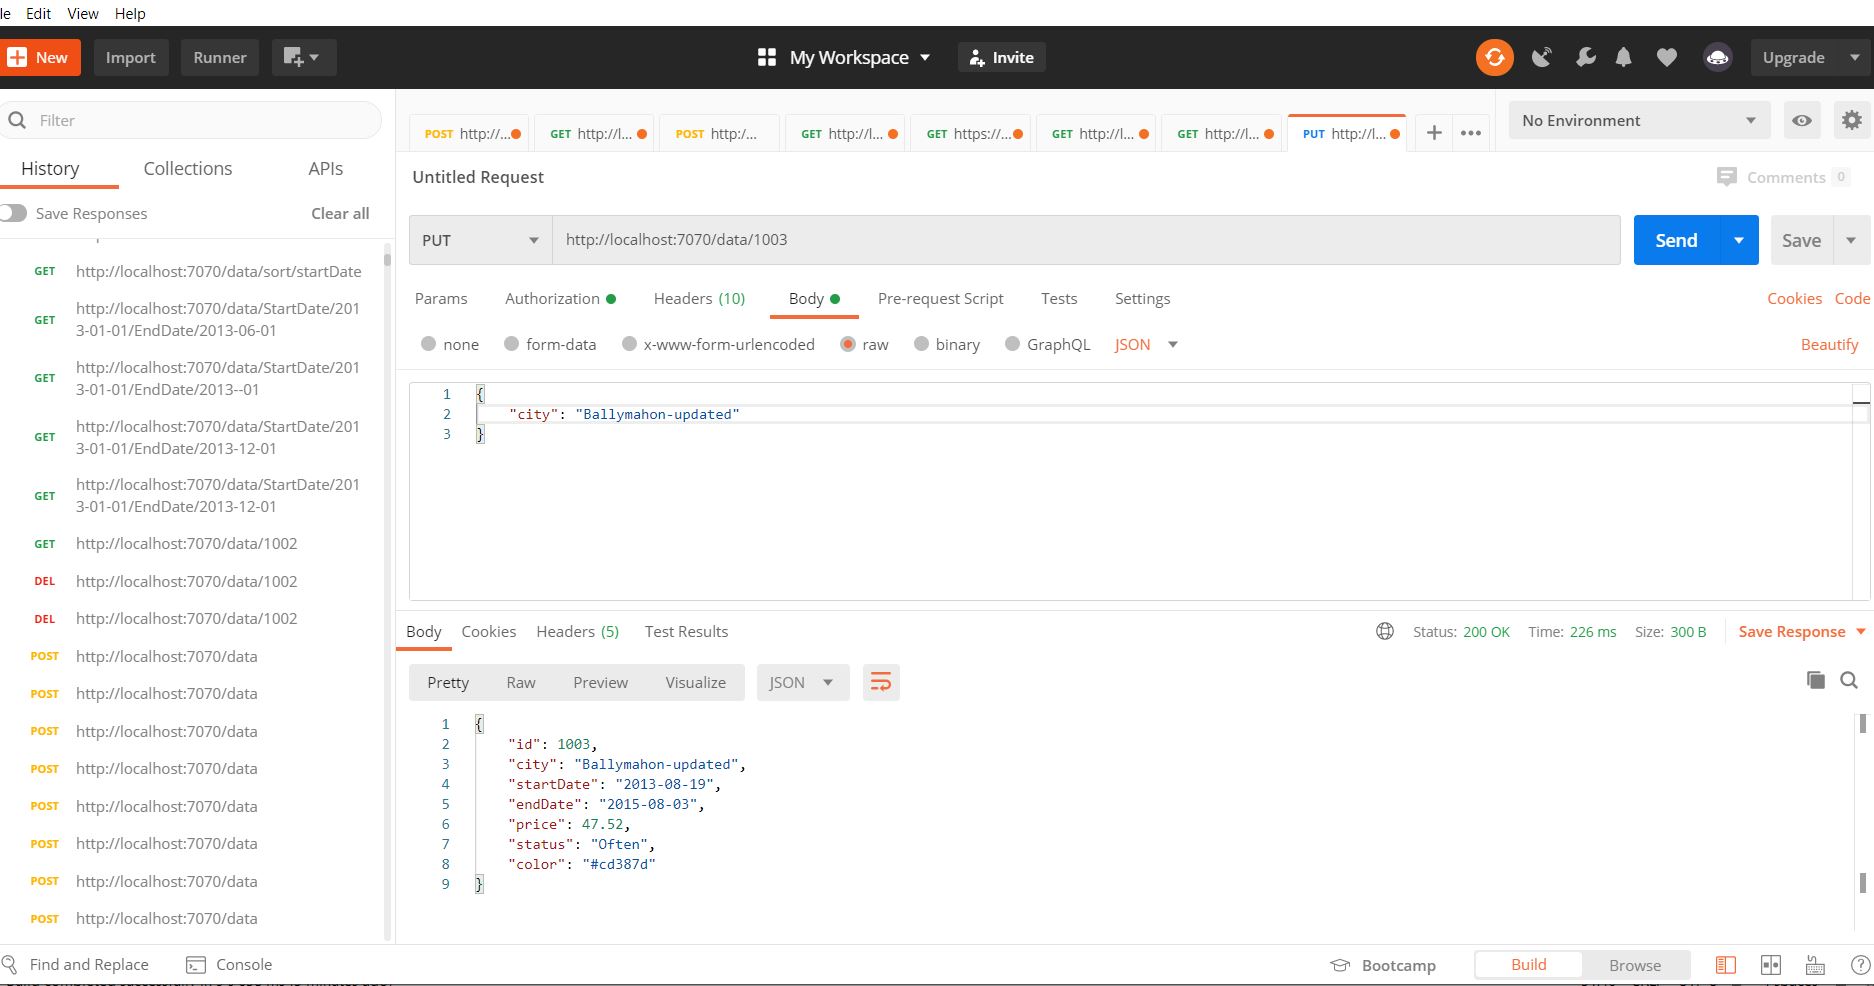 le Edit View Help
New Import Runner My Workspace Invite Upgrade
Filter
History Collections APIs
Save Responses Clear all
GET http://localhost:7070/data/sort/startDate
GET http://localhost:7070/data/StartDate/201
3-01-01/EndDate/2013-06-01
GET http://localhost:7070/data/StartDate/201
3-01-01/EndDate/2013--01
GET http://localhost:7070/data/StartDate/201
3-01-01/EndDate/2013-12-01
GET http://localhost:7070/data/StartDate/201
3-01-01/EndDate/2013-12-01
GET http://localhost:7070/data/1002
DEL http://localhost:7070/data/1002
DEL http://localhost:7070/data/1002
POST http://localhost:7070/data
POST http://localhost:7070/data
POST http://localhost:7070/data
POST http://localhost:7070/data
POST http://localhost:7070/data
POST http://localhost:7070/data
POST http://localhost:7070/data
POST http://localhost:7070/data
POST http://... GET http://l... POST http:/... GET http://l... GET https://... GET http://l... GET http://l... PUT http://l... + ••• No Environment
Untitled Request Comments 0
PUT http://localhost:7070/data/1003 Send Save
Params Authorization Headers (10) Body Pre-request Script Tests Settings Cookies Code
none form-data x-www-form-urlencoded raw binary GraphQL JSON Beautify
1 {
2 "city": "Ballymahon-updated"
3 }
Body Cookies Headers (5) Test Results Status: 200 OK Time: 226 ms Size: 300 B Save Response
Pretty Raw Preview Visualize JSON
1 {
2 "id": 1003,
3 "city": "Ballymahon-updated",
4 "startDate": "2013-08-19",
5 "endDate": "2015-08-03",
6 "price": 47.52,
7 "status": "Often",
8 "color": "#cd387d"
9 }
Find and Replace Console Bootcamp Build Browse ?